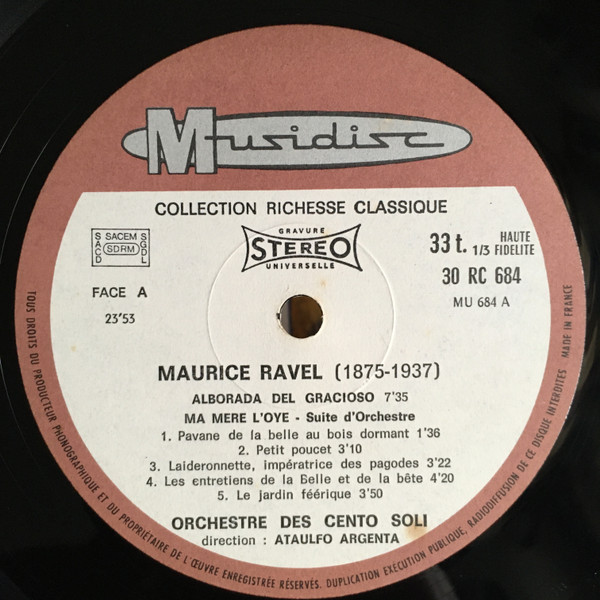 Musidisc
COLLECTION RICHESSE CLASSIQUE
SACD
SACEM
SDRM
SGDL
GRAVURE
STEREO
UNIVERSELLE
33 t. 1/3 HAUTE FIDELITE
30 RC 684
MU 684 A
FACE A
23'53
MAURICE RAVEL (1875-1937)
ALBORADA DEL GRACIOSO 7'35
MA MERE L'OYE - Suite d'Orchestre
1. Pavane de la belle au bois dormant 1'36
2. Petit poucet 3'10
3. Laideronnette, impératrice des pagodes 3'22
4. Les entretiens de la Belle et de la bête 4'20
5. Le jardin féérique 3'50
ORCHESTRE DES CENTO SOLI
direction : ATAULFO ARGENTA
TOUS DROITS DU PRODUCTEUR PHONOGRAPHIQUE ET DU PROPRIÉTAIRE DE L'ŒUVRE ENREGISTRÉE RÉSERVÉS. DUPLICATION EXÉCUTION PUBLIQUE, RADIODIFFUSION DE CE DISQUE INTERDITES MADE IN FRANCE